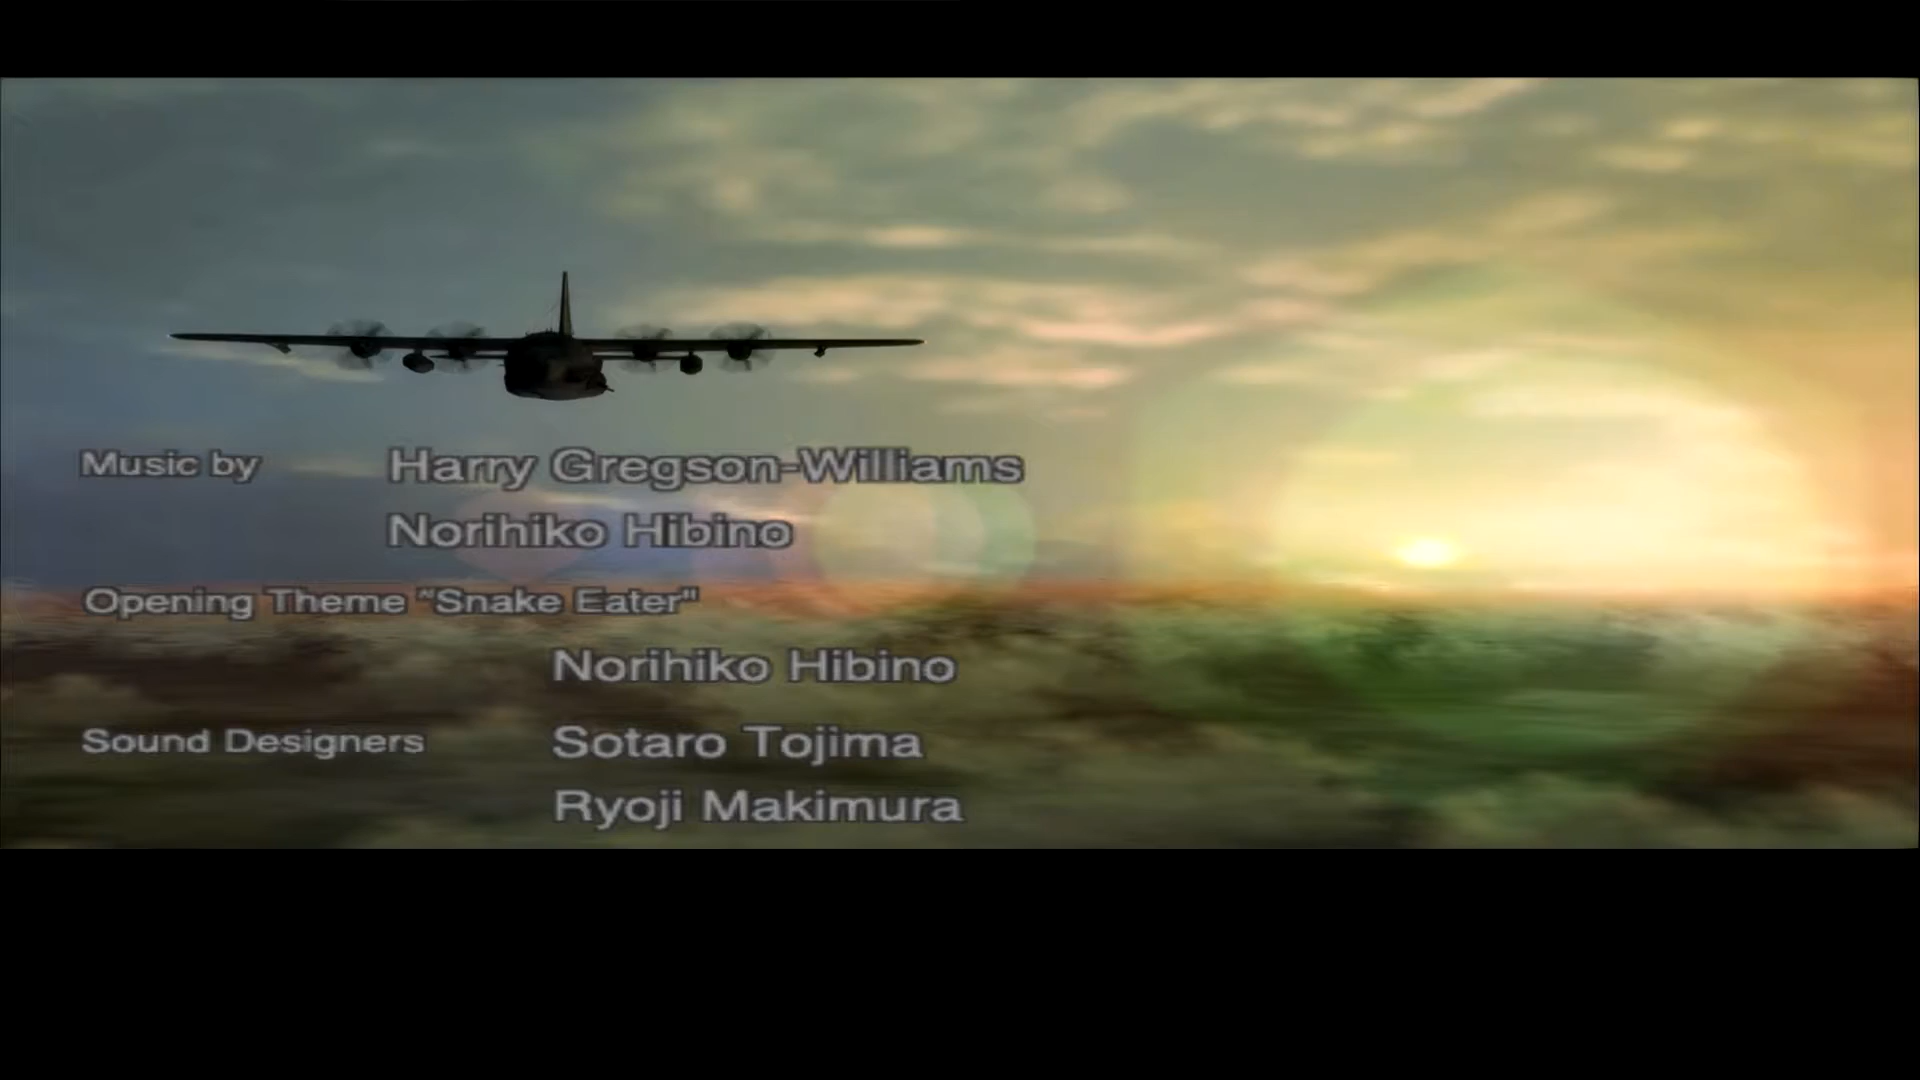 Music by Harry Gregson-Williams
Norihiko Hibino
Opening Theme "Snake Eater"
Norihiko Hibino
Sound Designers Sotaro Tojima
Ryoji Makimura